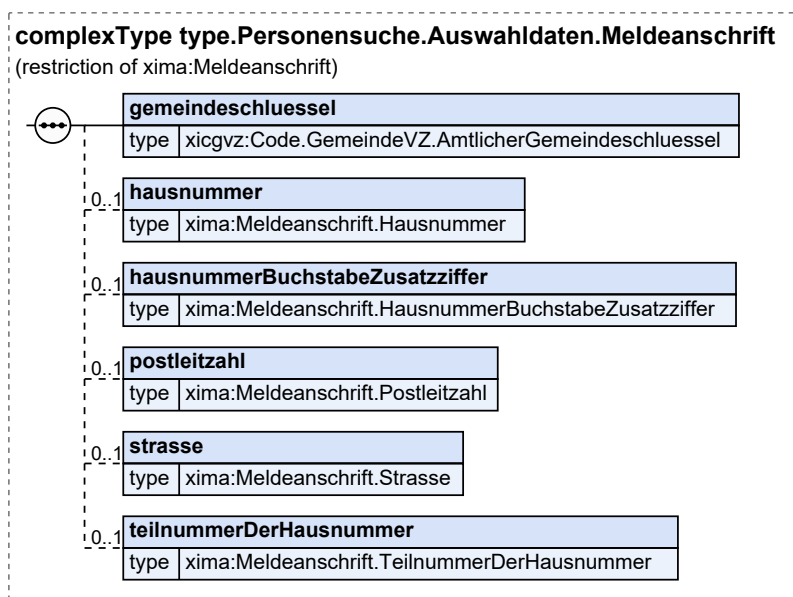 complexType type.Personensuche.Auswahldaten.Meldeanschrift
(restriction of xima:Meldeanschrift)
gemeindeschluessel
type xicgvz:Code.GemeindeVZ.AmtlicherGemeindeschluessel
0..1 hausnummer
type xima:Meldeanschrift.Hausnummer
0..1 hausnummerBuchstabeZusatzziffer
type xima:Meldeanschrift.HausnummerBuchstabeZusatzziffer
0..1 postleitzahl
type xima:Meldeanschrift.Postleitzahl
0..1 strasse
type xima:Meldeanschrift.Strasse
0..1 teilnummerDerHausnummer
type xima:Meldeanschrift.TeilnummerDerHausnummer